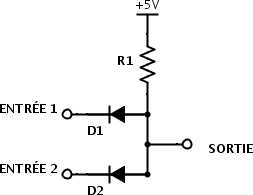 +5V
R1
ENTRÉE 1
D1
SORTIE
ENTRÉE 2
D2